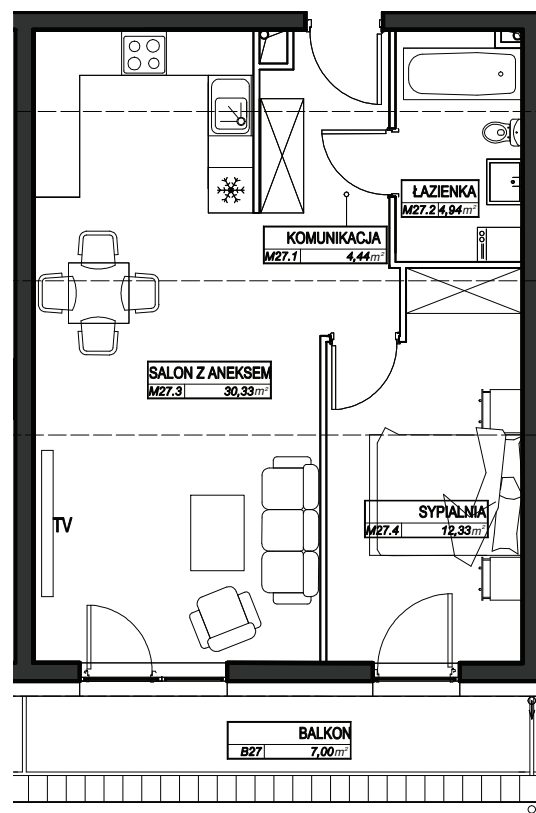 ŁAZIENKA
M27.2 4,94m²
KOMUNIKACJA
M27.1 4,44m²
SALON Z ANEKSEM
M27.3 30,33m²
TV
SYPIALNIA
M27.4 12,33m²
BALKON
B27 7,00m²